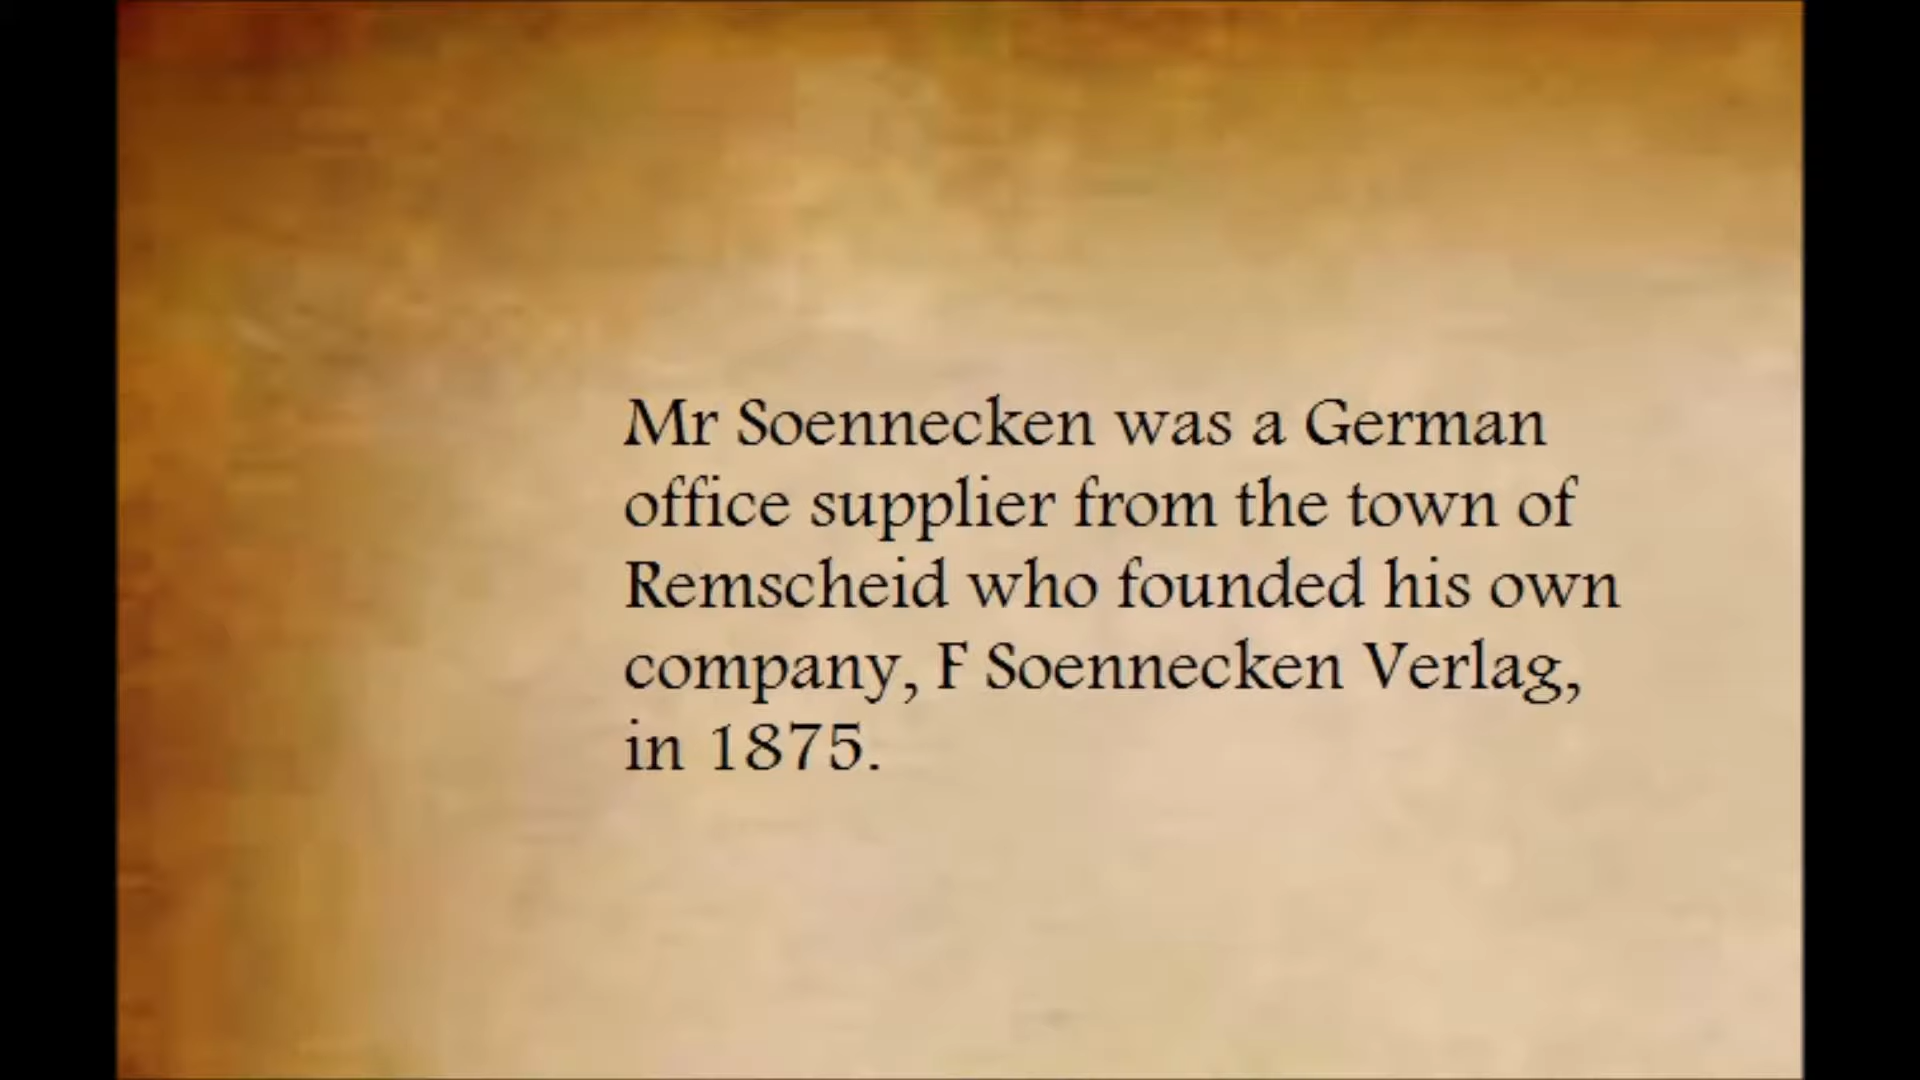 Mr Soennecken was a German
office supplier from the town of
Remscheid who founded his own
company, F Soennecken Verlag,
in 1875.